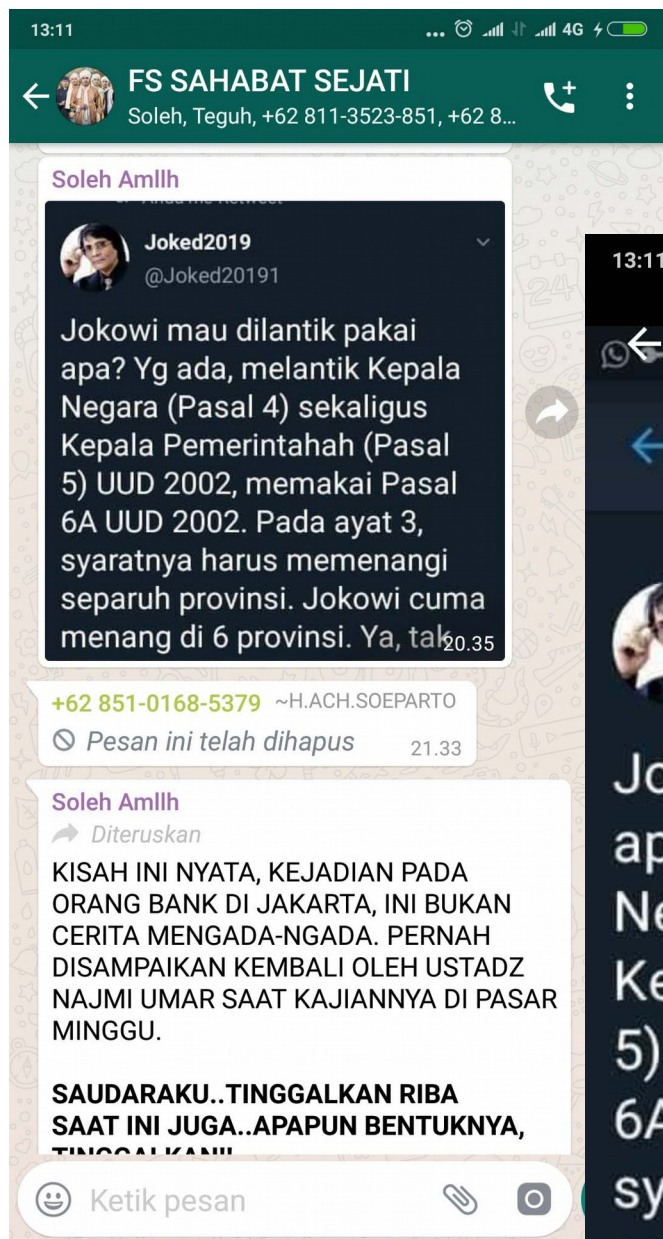 13:11
4G
FS SAHABAT SEJATI
Soleh, Teguh, +62 811-3523-851, +62 8...
Soleh Amllh
Joked2019
@Joked20191
Jokowi mau dilantik pakai
apa? Yg ada, melantik Kepala
Negara (Pasal 4) sekaligus
Kepala Pemerintahah (Pasal
5) UUD 2002, memakai Pasal
6A UUD 2002. Pada ayat 3,
syaratnya harus memenangi
separuh provinsi. Jokowi cuma
menang di 6 provinsi. Ya, tak
20.35
+62 851-0168-5379 ~H.ACH.SOEPARTO
Pesan ini telah dihapus 21.33
Soleh Amllh
Diteruskan
KISAH INI NYATA, KEJADIAN PADA
ORANG BANK DI JAKARTA, INI BUKAN
CERITA MENGADA-NGADA. PERNAH
DISAMPAIKAN KEMBALI OLEH USTADZ
NAJMI UMAR SAAT KAJIANNYA DI PASAR
MINGGU.
SAUDARAKU..TINGGALKAN RIBA
SAAT INI JUGA..APAPUN BENTUKNYA,
TINGGALKAN!!
Ketik pesan
13:11
Jo
ap
Ne
Ke
5)
6A
sy